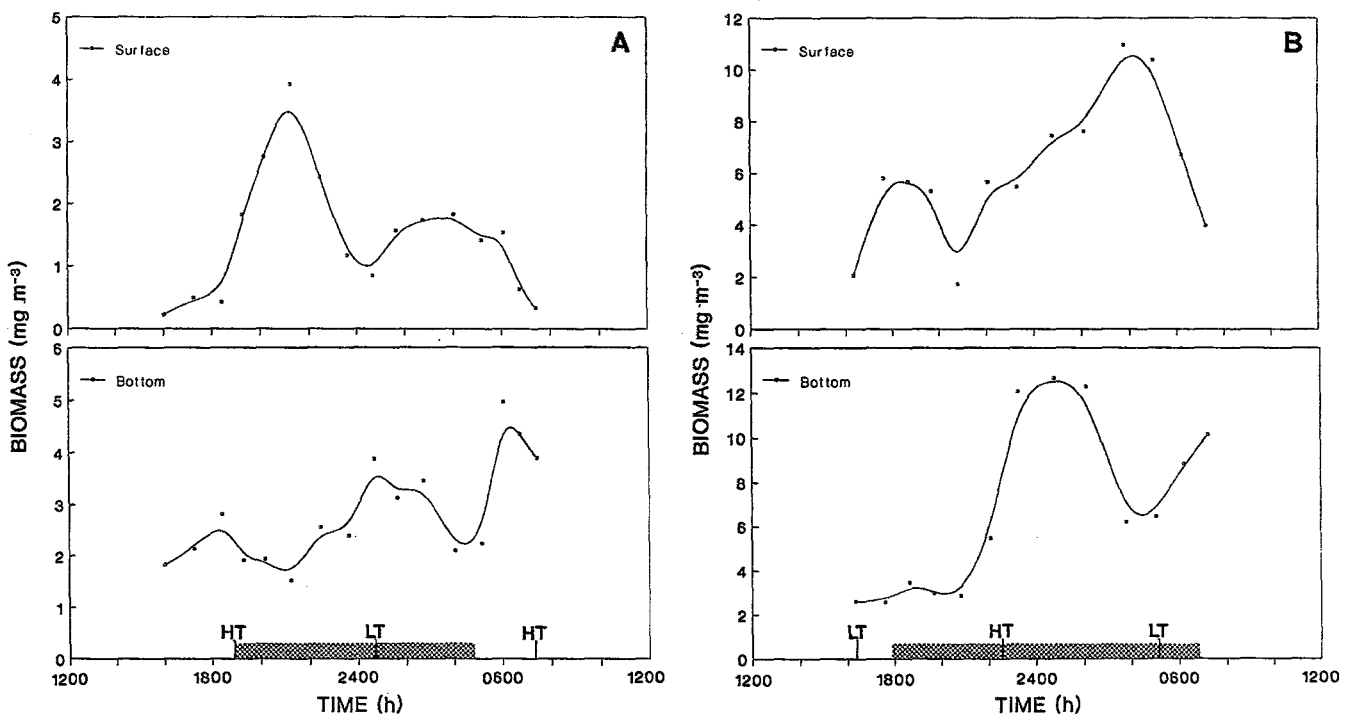 A
Surface
5
4
3
2
1
0
BIOMASS (mg m⁻³)
Bottom
6
5
4
3
2
1
0
HT
LT
HT
1200
1800
2400
0600
1200
TIME (h)
B
Surface
12
10
8
6
4
2
0
BIOMASS (mg·m⁻³)
Bottom
14
12
10
8
6
4
2
0
LT
HT
LT
1200
1800
2400
0600
1200
TIME (h)